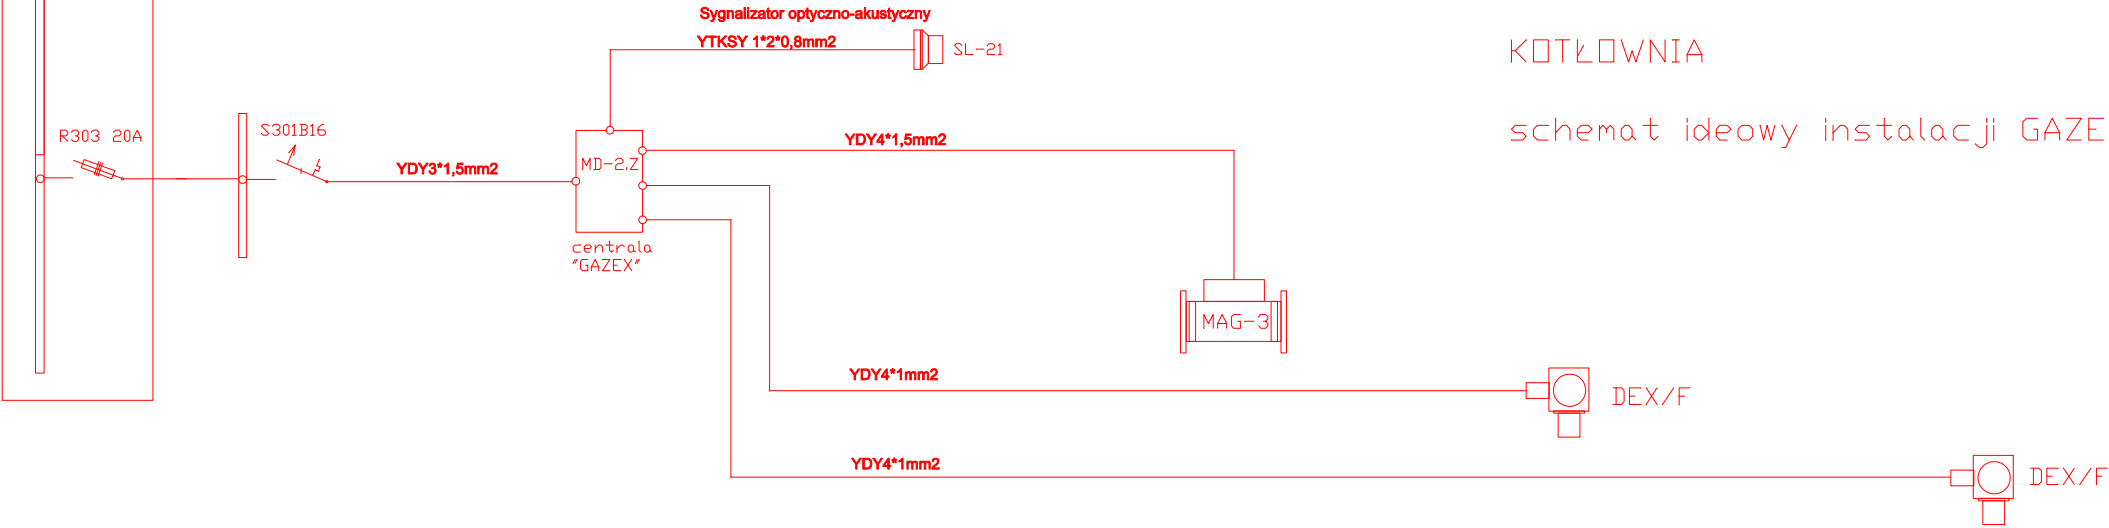 Sygnalizator optyczno-akustyczny
YTKSY 1*2*0,8mm2
SL-21
KOTŁOWNIA
schemat ideowy instalacji GAZE
R303 20A
S301B16
YDY3*1,5mm2
MD-2.Z
YDY4*1,5mm2
centrala
"GAZEX"
MAG-3
YDY4*1mm2
DEX/F
YDY4*1mm2
DEX/F